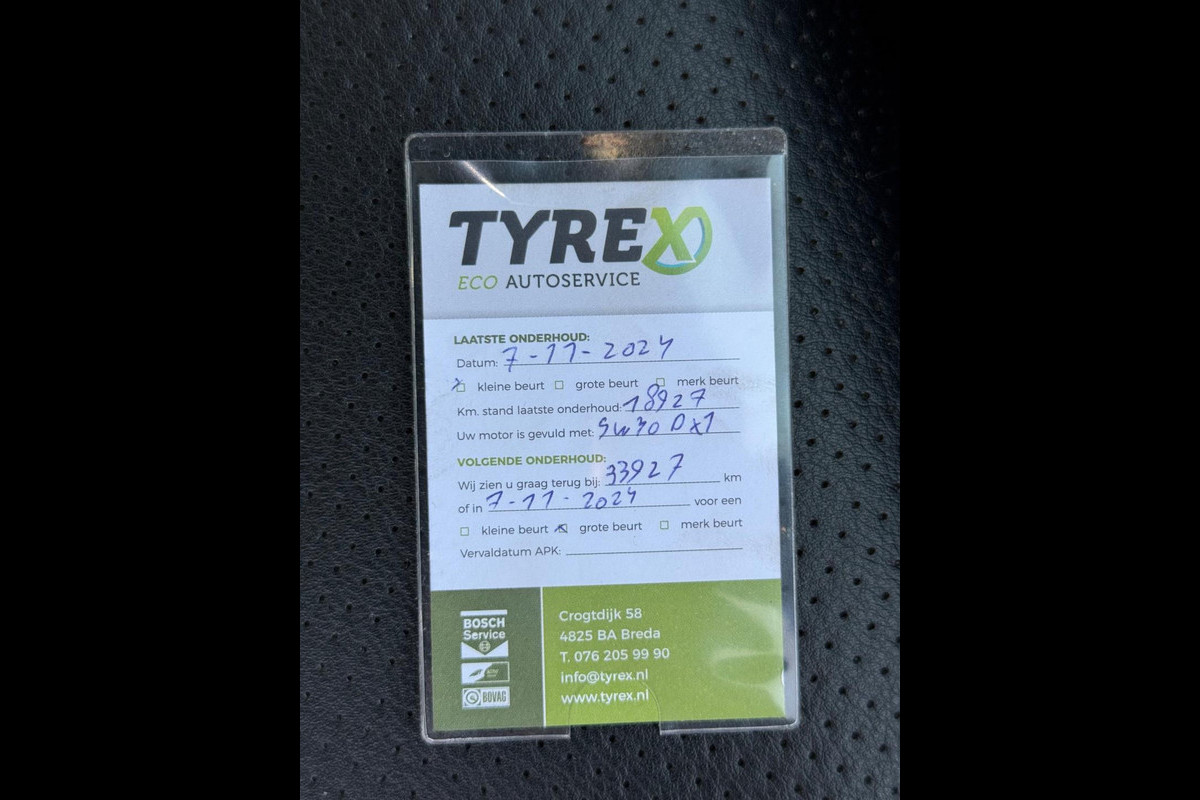 TYREX
ECO AUTOSERVICE
LAATSTE ONDERHOUD:
Datum: 7-11-2024
kleine beurt grote beurt merk beurt
Km. stand laatste onderhoud: 18927
Uw motor is gevuld met: 5w30 Dx1
VOLGENDE ONDERHOUD:
Wij zien u graag terug bij: 33927 km
of in 7-11-2024 voor een
kleine beurt grote beurt merk beurt
Vervaldatum APK:
BOSCH
Service
BOVAG
Crogtdijk 58
4825 BA Breda
T. 076 205 99 90
info@tyrex.nl
www.tyrex.nl